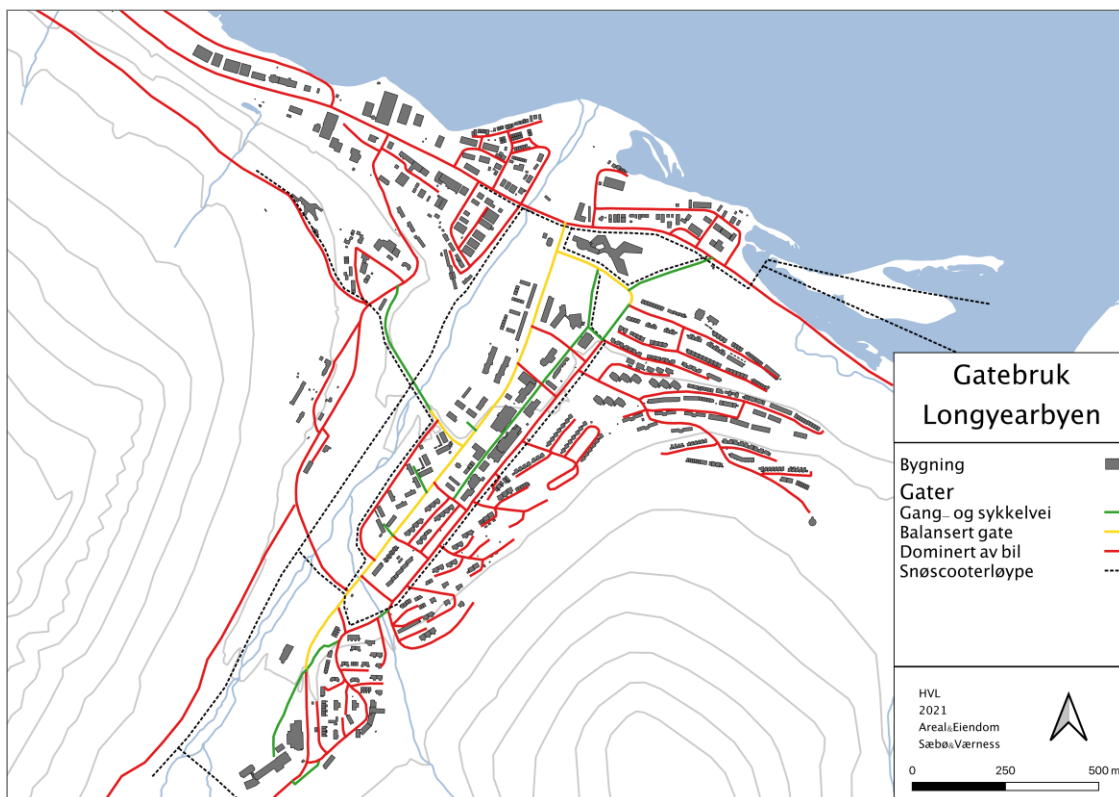 Gatebruk
Longyearbyen
Bygning
Gater
Gang- og sykkelvei
Balansert gate
Dominert av bil
Snøscooterløype
HVL
2021
Areal&Eiendom
Sæbø&Værness
0 250 500 m